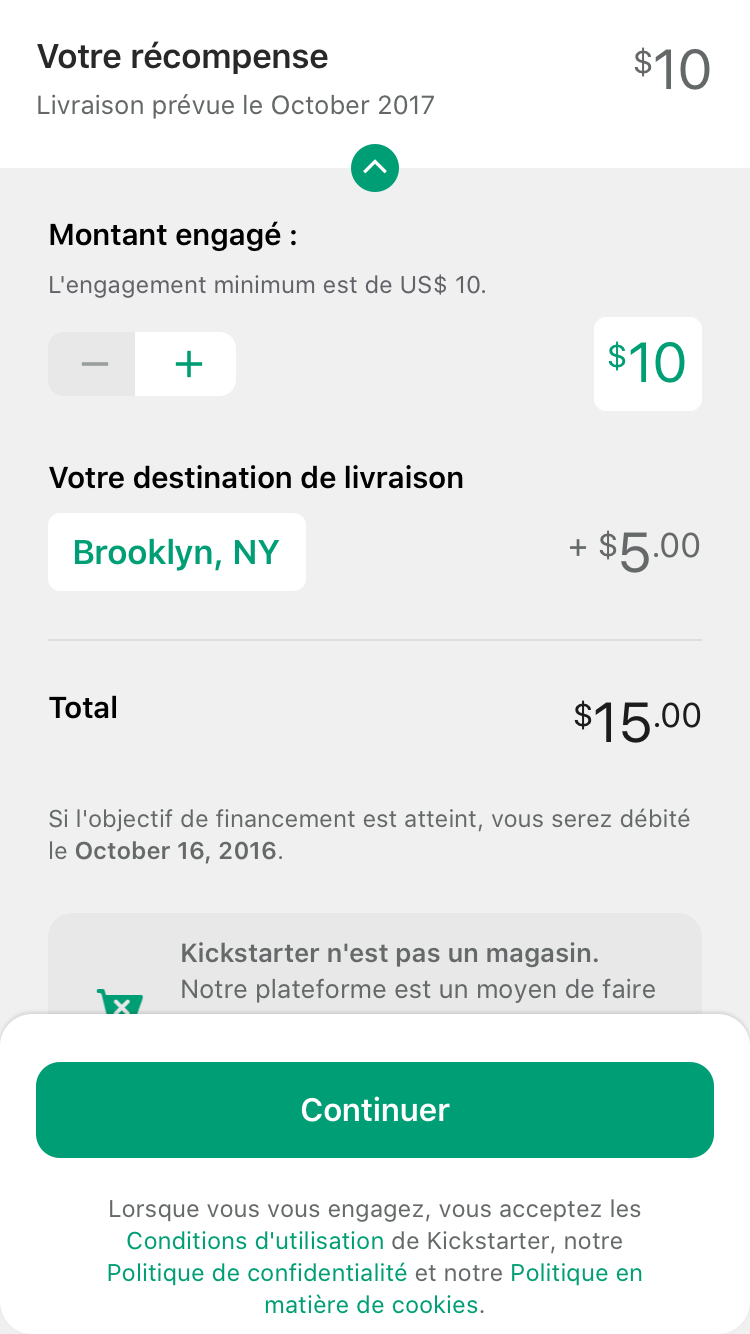 Votre récompense
$10
Livraison prévue le October 2017
Montant engagé :
L'engagement minimum est de US$ 10.
− +
$10
Votre destination de livraison
Brooklyn, NY
+ $5.00
Total
$15.00
Si l'objectif de financement est atteint, vous serez débité
le October 16, 2016.
Kickstarter n'est pas un magasin.
Notre plateforme est un moyen de faire
Continuer
Lorsque vous vous engagez, vous acceptez les
Conditions d'utilisation de Kickstarter, notre
Politique de confidentialité et notre Politique en
matière de cookies.